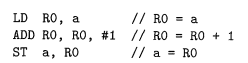 LD R0, a // R0 = a
ADD R0, R0, #1 // R0 = R0 + 1
ST a, R0 // a = R0